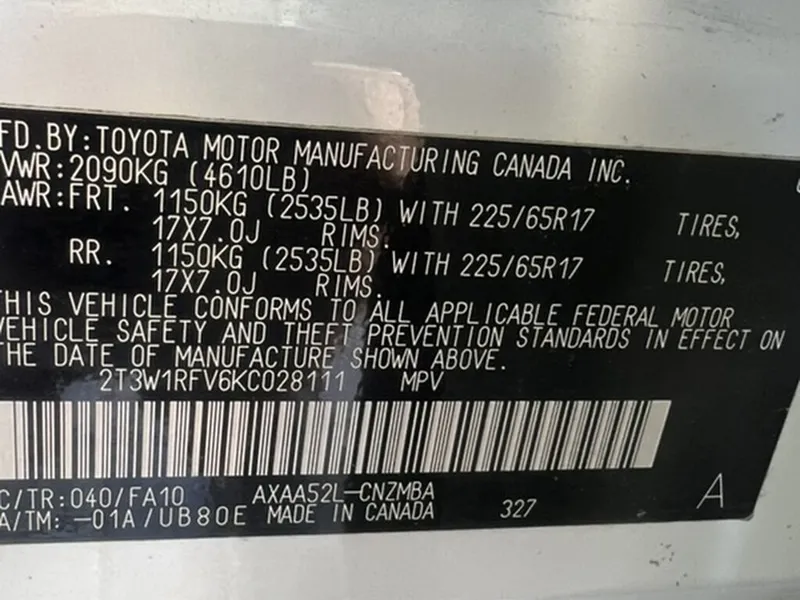 FD.BY:TOYOTA MOTOR MANUFACTURING CANADA INC.
VWR:2090KG (4610LB)
AWR:FRT. 1150KG (2535LB) WITH 225/65R17 TIRES,
17X7.0J RIMS.
RR. 1150KG (2535LB) WITH 225/65R17 TIRES,
17X7.0J RIMS.
THIS VEHICLE CONFORMS TO ALL APPLICABLE FEDERAL MOTOR
VEHICLE SAFETY AND THEFT PREVENTION STANDARDS IN EFFECT ON
THE DATE OF MANUFACTURE SHOWN ABOVE.
2T3W1RFV6KC028111 MPV
C/TR:040/FA10 AXAA52L-CNZMBA
A/TM: -01A/UB80E MADE IN CANADA 327 A